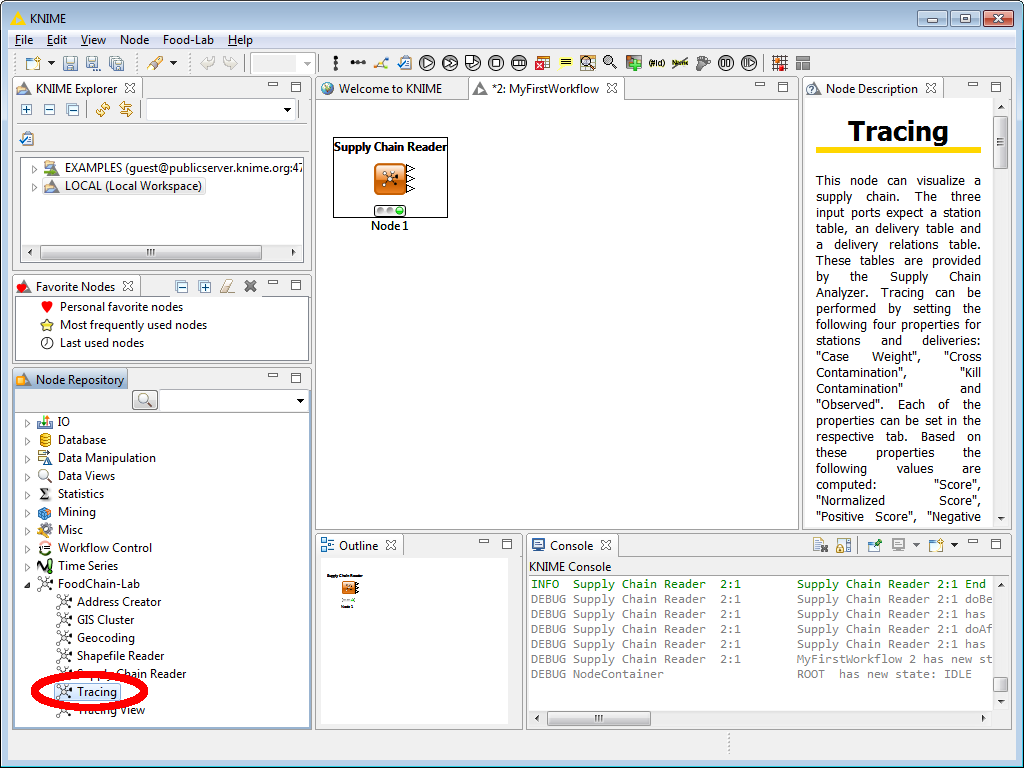 KNIME
File Edit View Node Food-Lab Help
KNIME Explorer
EXAMPLES (guest@publicserver.knime.org:47
LOCAL (Local Workspace)
Favorite Nodes
Personal favorite nodes
Most frequently used nodes
Last used nodes
Node Repository
IO
Database
Data Manipulation
Data Views
Statistics
Mining
Misc
Workflow Control
Time Series
FoodChain-Lab
Address Creator
GIS Cluster
Geocoding
Shapefile Reader
Supply Chain Reader
Tracing
Tracing View
Welcome to KNIME
*2: MyFirstWorkflow
Supply Chain Reader
Node 1
Node Description
Tracing
This node can visualize a
supply chain. The three
input ports expect a station
table, an delivery table and
a delivery relations table.
These tables are provided
by the Supply Chain
Analyzer. Tracing can be
performed by setting the
following four properties for
stations and deliveries:
"Case Weight", "Cross
Contamination", "Kill
Contamination" and
"Observed". Each of the
properties can be set in the
respective tab. Based on
these properties the
following values are
computed: "Score",
"Normalized Score",
"Positive Score", "Negative
Outline
Supply Chain Reader
Node 1
Console
KNIME Console
INFO Supply Chain Reader 2:1 Supply Chain Reader 2:1 End
DEBUG Supply Chain Reader 2:1 Supply Chain Reader 2:1 doBe
DEBUG Supply Chain Reader 2:1 Supply Chain Reader 2:1 has
DEBUG Supply Chain Reader 2:1 Supply Chain Reader 2:1 doAf
DEBUG Supply Chain Reader 2:1 Supply Chain Reader 2:1 has
DEBUG Supply Chain Reader 2:1 MyFirstWorkflow 2 has new st
DEBUG NodeContainer ROOT has new state: IDLE